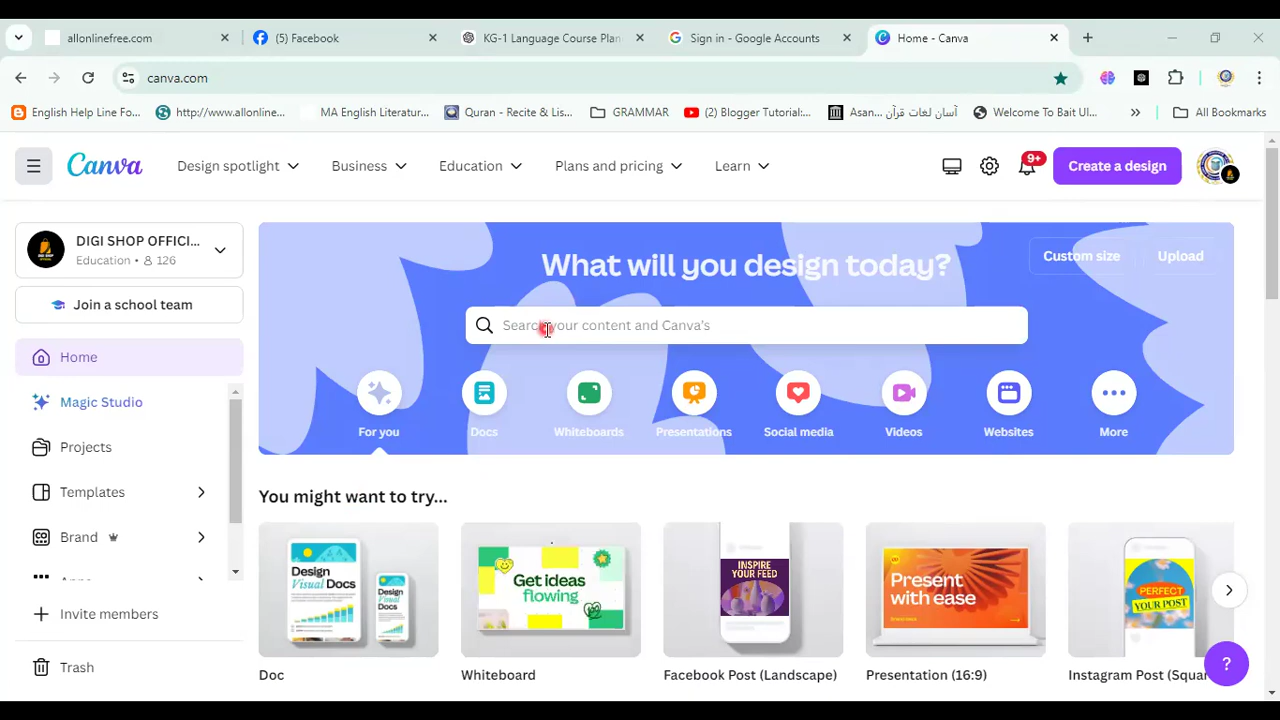 allonlinefree.com
(5) Facebook
KG-1 Language Course Plan
Sign in - Google Accounts
Home - Canva
canva.com
English Help Line Fo...
http://www.allonline...
MA English Literatur...
Quran - Recite & Lis...
GRAMMAR
(2) Blogger Tutorial:...
Asan... آسان لغات قرآن
Welcome To Bait Ul...
All Bookmarks
Canva
Design spotlight
Business
Education
Plans and pricing
Learn
9+
Create a design
DIGI SHOP OFFICI...
Education • 126
Join a school team
Home
Magic Studio
Projects
Templates
Brand
Apps
Invite members
Trash
What will you design today?
Custom size
Upload
Search your content and Canva's
For you
Docs
Whiteboards
Presentations
Social media
Videos
Websites
More
You might want to try...
Design
Visual Docs
Design
Visual
Docs
Get ideas
flowing
INSPIRE
YOUR FEED
Present
with ease
PERFECT
YOUR POST
Doc
Whiteboard
Facebook Post (Landscape)
Presentation (16:9)
Instagram Post (Squar
?